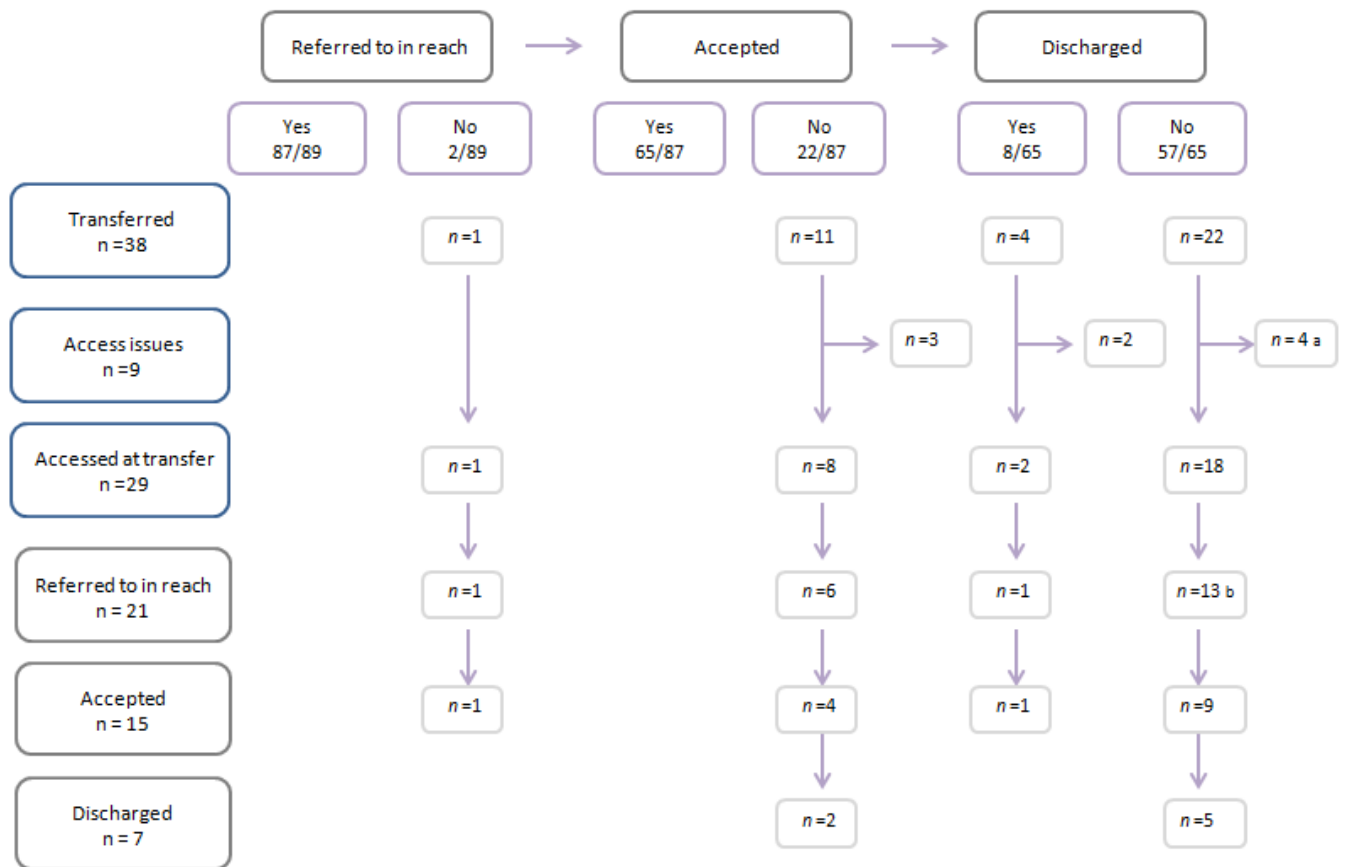 Referred to in reach
Accepted
Discharged
Yes
87/89
No
2/89
Yes
65/87
No
22/87
Yes
8/65
No
57/65
Transferred
n =38
n =1
n =11
n =4
n =22
Access issues
n =9
n =3
n =2
n = 4 a
Accessed at transfer
n =29
n =1
n =8
n =2
n =18
Referred to in reach
n = 21
n =1
n =6
n =1
n =13 b
Accepted
n = 15
n =1
n =4
n =1
n =9
Discharged
n = 7
n =2
n =5